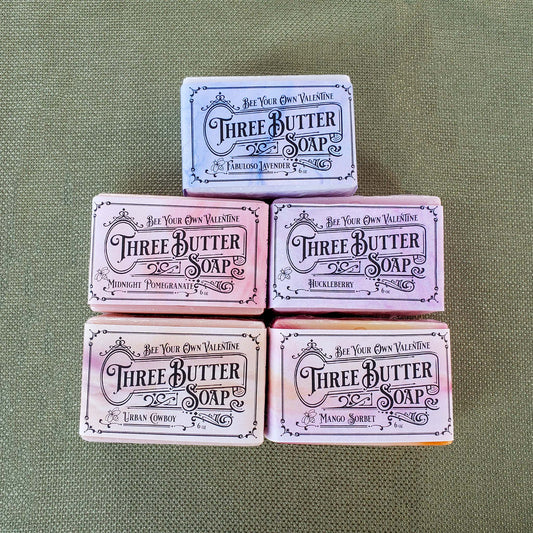 Bee Your Own Valentine
Three Butter
Soap
Fabuloso Lavender
6 oz
Bee Your Own Valentine
Three Butter
Soap
Midnight Pomegranate
6 oz
Bee Your Own Valentine
Three Butter
Soap
Huckleberry
6 oz
Bee Your Own Valentine
Three Butter
Soap
Urban Cowboy
6 oz
Bee Your Own Valentine
Three Butter
Soap
Mango Sorbet
6 oz